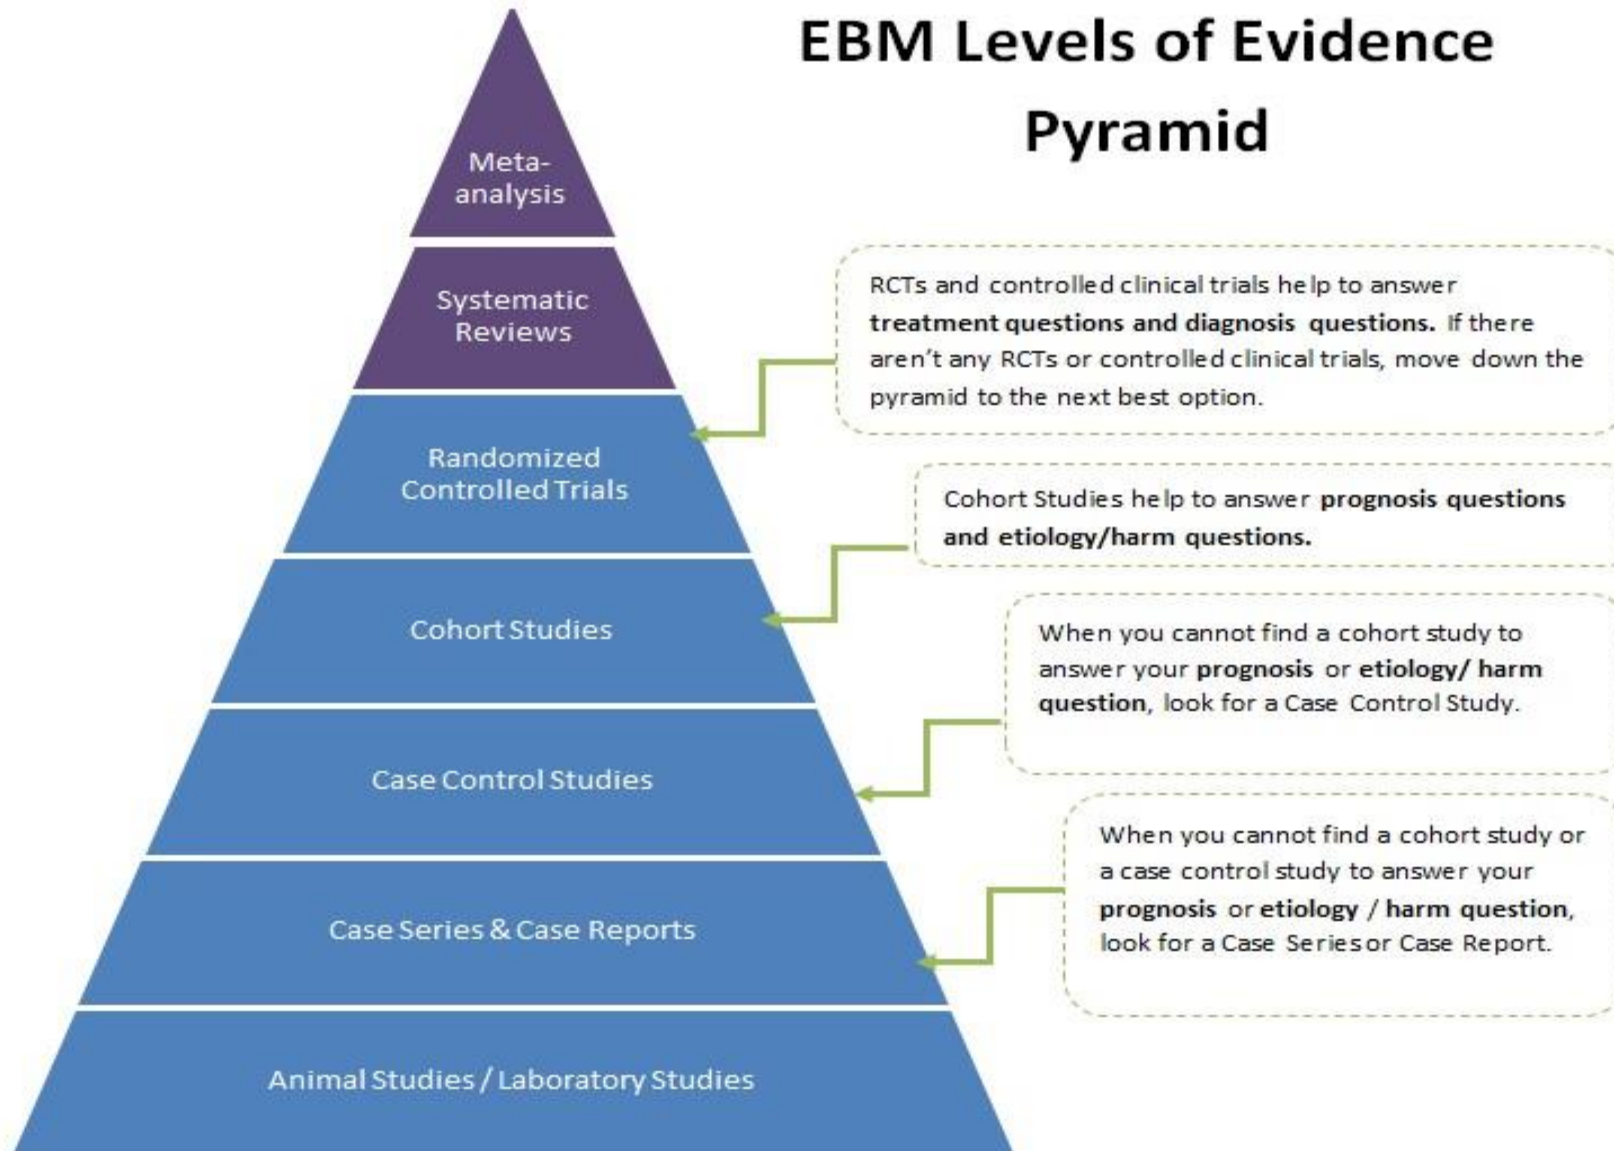 EBM Levels of Evidence
Pyramid
Meta-
analysis
Systematic
Reviews
RCTs and controlled clinical trials help to answer
treatment questions and diagnosis questions. If there
aren't any RCTs or controlled clinical trials, move down the
pyramid to the next best option.
Randomized
Controlled Trials
Cohort Studies help to answer prognosis questions
and etiology/harm questions.
Cohort Studies
When you cannot find a cohort study to
answer your prognosis or etiology/ harm
question, look for a Case Control Study.
Case Control Studies
When you cannot find a cohort study or
a case control study to answer your
prognosis or etiology / harm question,
look for a Case Series or Case Report.
Case Series & Case Reports
Animal Studies / Laboratory Studies